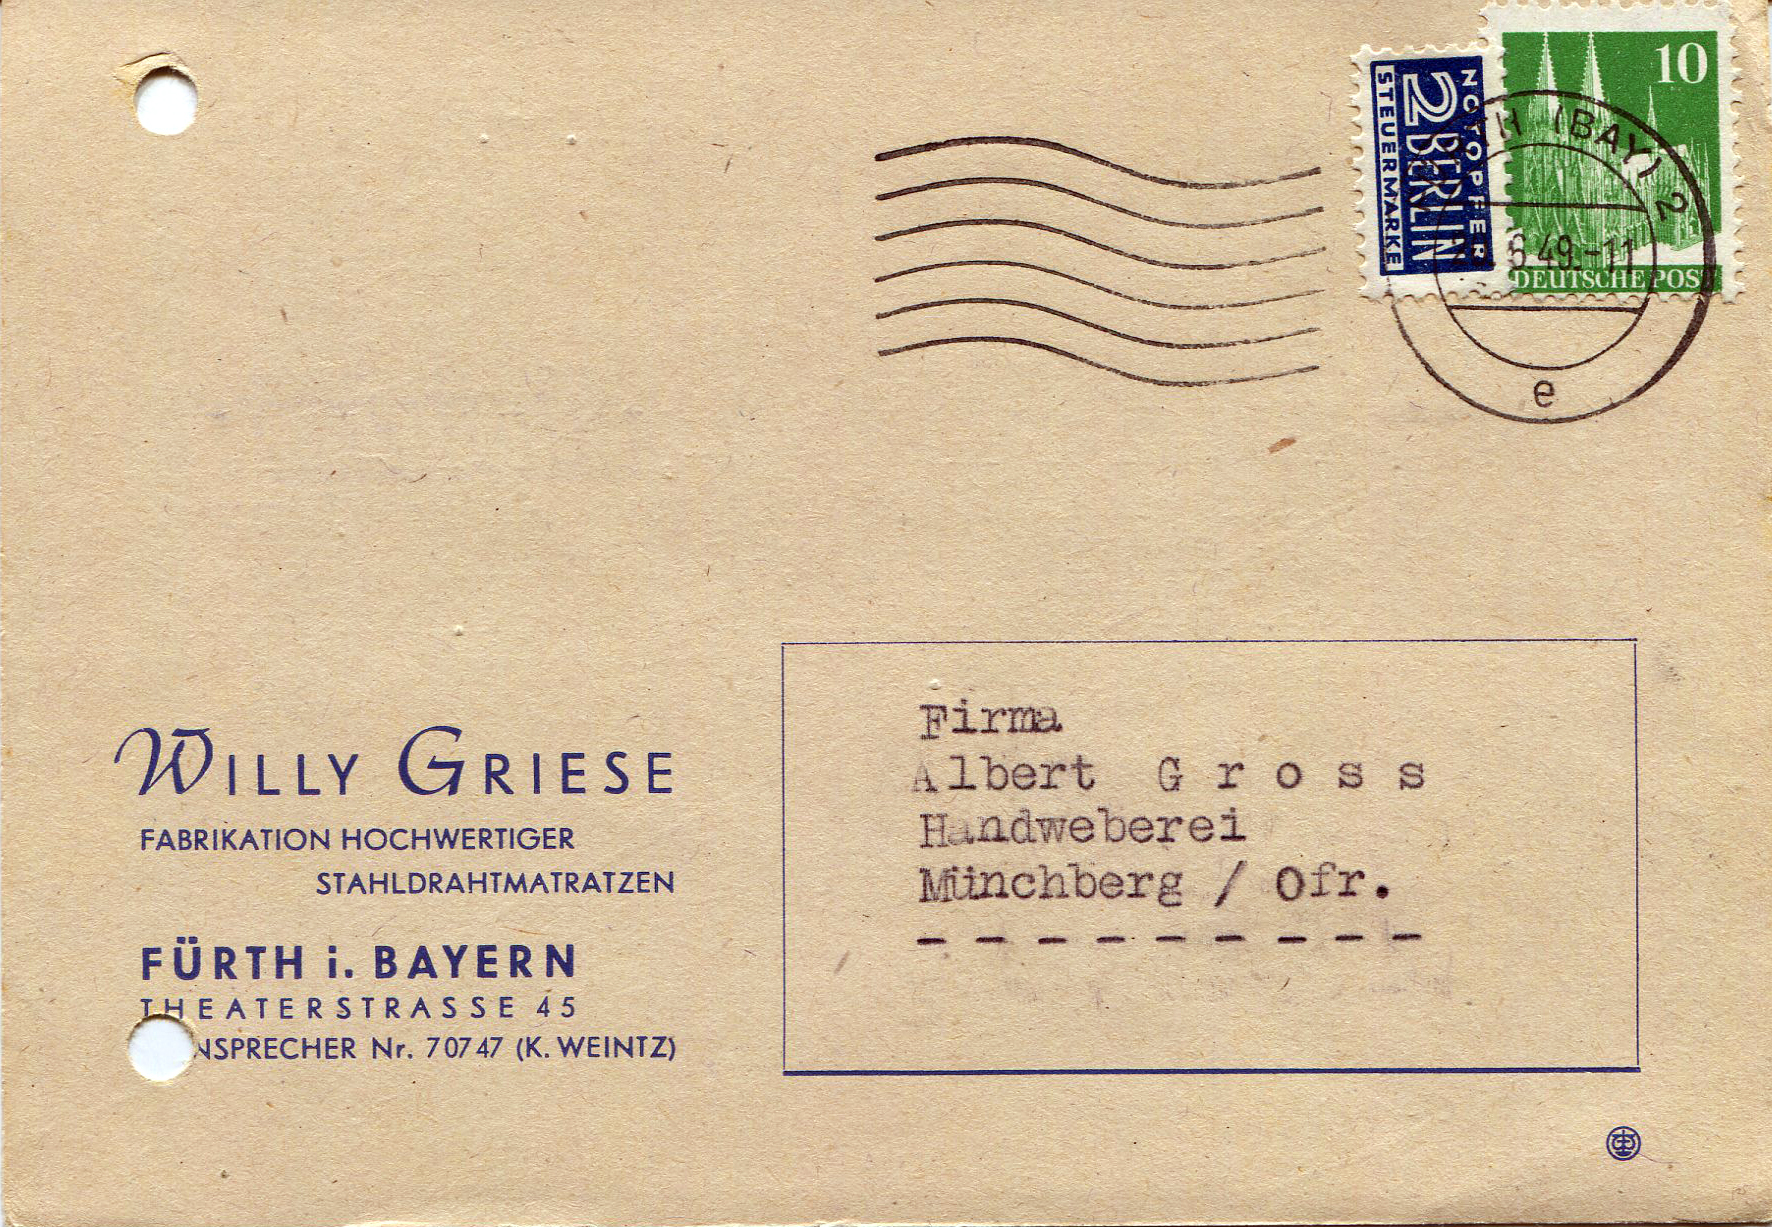 10
DEUTSCHE POST
NOTOPFER
2 BERLIN
STEUERMARKE
(BAY) 2
6 49.-11
e
Firma
Albert Gross
Handweberei
Münchberg / Ofr.
- - - - - - - - -
WILLY GRIESE
FABRIKATION HOCHWERTIGER
STAHLDRAHTMATRATZEN
FÜRTH i. BAYERN
THEATERSTRASSE 45
NSPRECHER Nr. 70747 (K. WEINTZ)